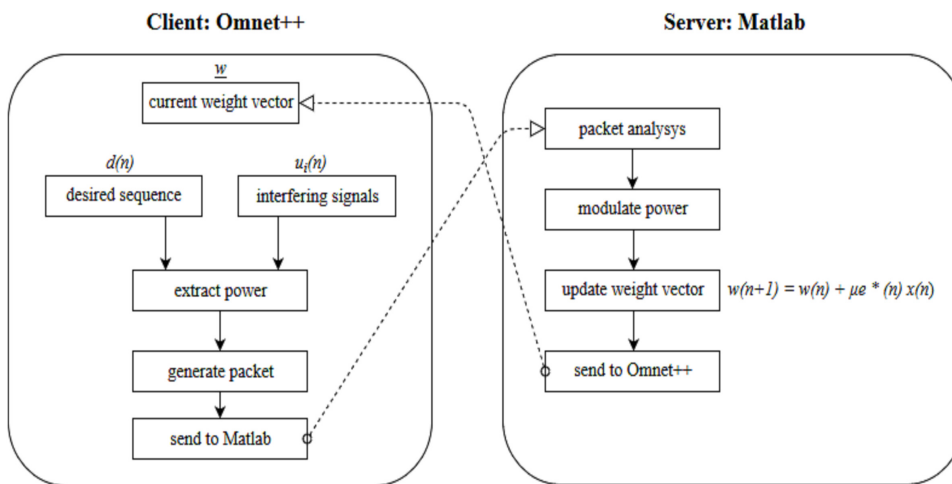 Client: Omnet++
Server: Matlab
w
current weight vector
d(n)
u_i(n)
desired sequence
interfering signals
extract power
generate packet
send to Matlab
packet analysys
modulate power
update weight vector
w(n+1) = w(n) + μe * (n) x(n)
send to Omnet++